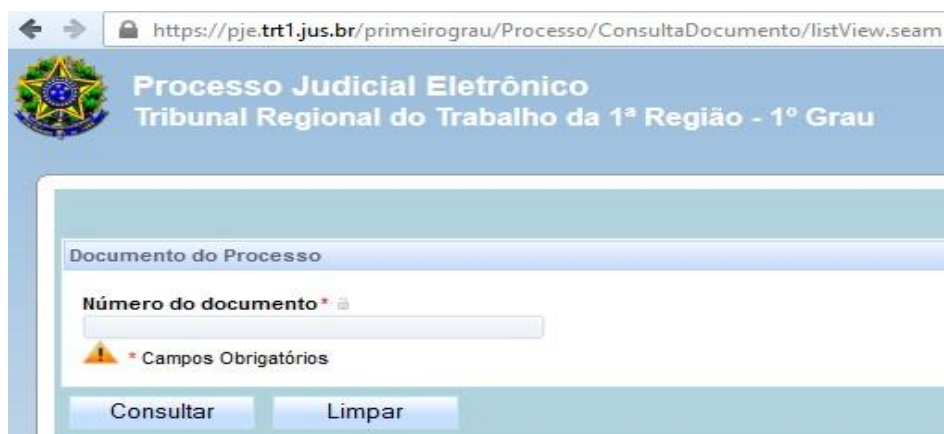 https://pje.trt1.jus.br/primeirograu/Processo/ConsultaDocumento/listView.seam
Processo Judicial Eletrônico
Tribunal Regional do Trabalho da 1ª Região - 1º Grau
Documento do Processo
Número do documento*
* Campos Obrigatórios
Consultar Limpar